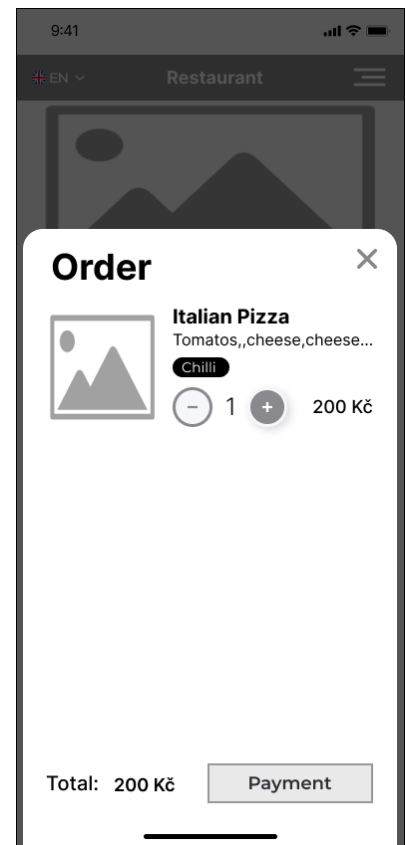 9:41
EN
Restaurant
Order
Italian Pizza
Tomatos,,cheese,cheese...
Chilli
1
200 Kč
Total: 200 Kč
Payment